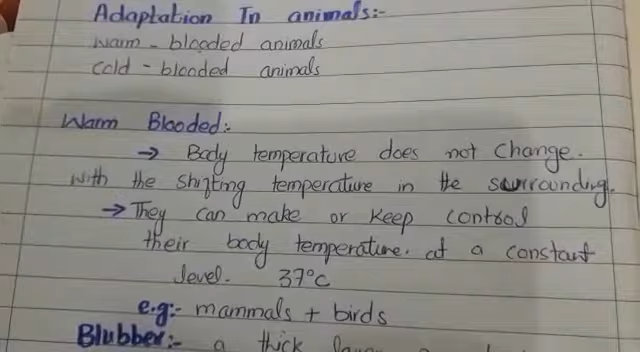 Adaptation In animals:-
warm - blooded animals
cold - blooded animals
Warm Blooded:-
→ Body temperature does not change.
with the shifting temperature in the surrounding.
→ They can make or keep control
their body temperature. at a constant
level. 37°C
e.g:- mammals + birds
Blubber:- a thick layer